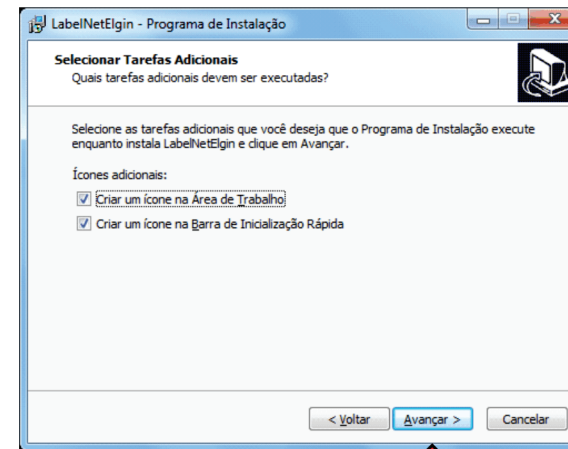 LabelNetElgin - Programa de Instalação
Selecionar Tarefas Adicionais
Quais tarefas adicionais devem ser executadas?
Selecione as tarefas adicionais que você deseja que o Programa de Instalação execute
enquanto instala LabelNetElgin e clique em Avançar.
Ícones adicionais:
Criar um ícone na Área de Trabalho
Criar um ícone na Barra de Inicialização Rápida
< Voltar
Avançar >
Cancelar